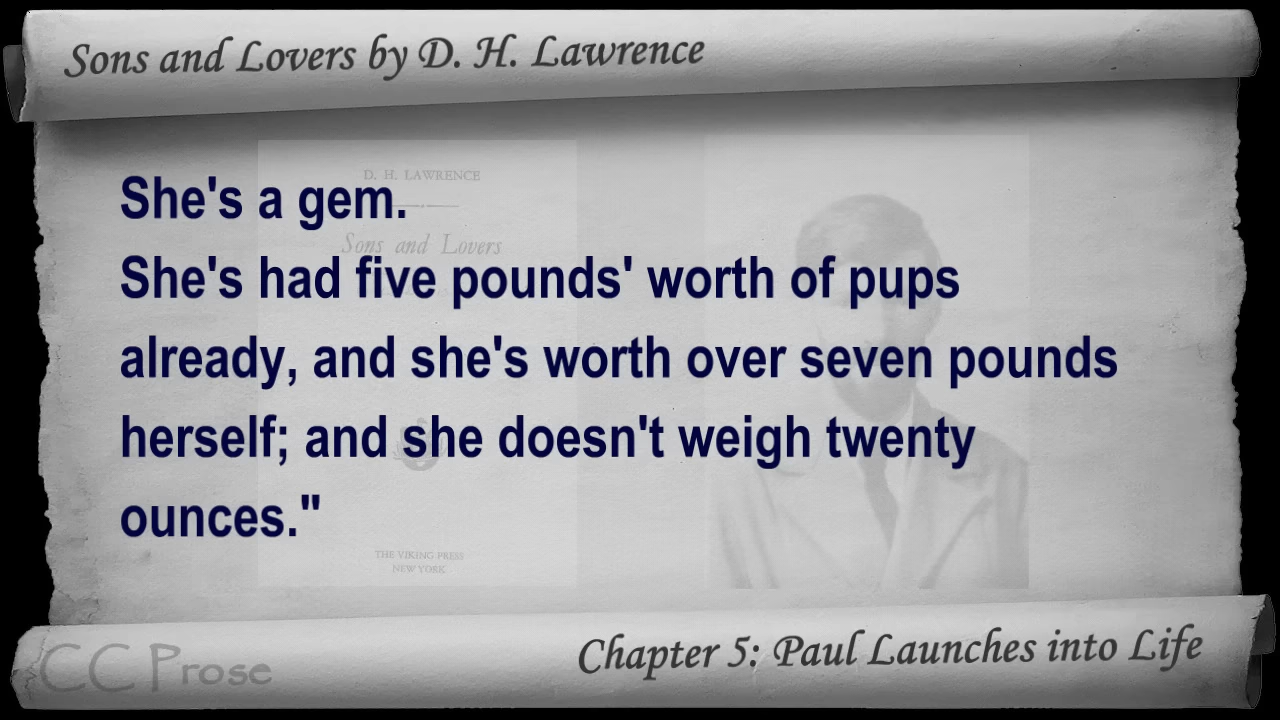 Sons and Lovers by D. H. Lawrence
D. H. LAWRENCE
She's a gem.
Sons and Lovers
She's had five pounds' worth of pups
already, and she's worth over seven pounds
herself; and she doesn't weigh twenty
ounces."
THE VIKING PRESS
NEW YORK
Chapter 5: Paul Launches into Life
CC Prose